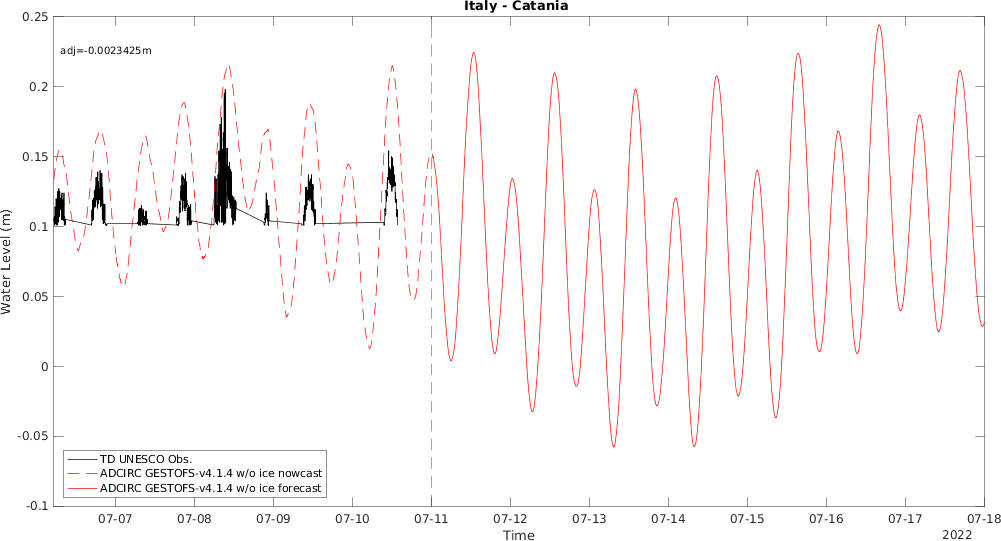 Italy - Catania
0.25
adj=-0.0023425m
0.2
0.15
0.1
0.05
0
-0.05
-0.1
Water Level (m)
TD UNESCO Obs.
ADCIRC GESTOFS-v4.1.4 w/o ice nowcast
ADCIRC GESTOFS-v4.1.4 w/o ice forecast
07-07 07-08 07-09 07-10 07-11 07-12 07-13 07-14 07-15 07-16 07-17 07-18
Time
2022